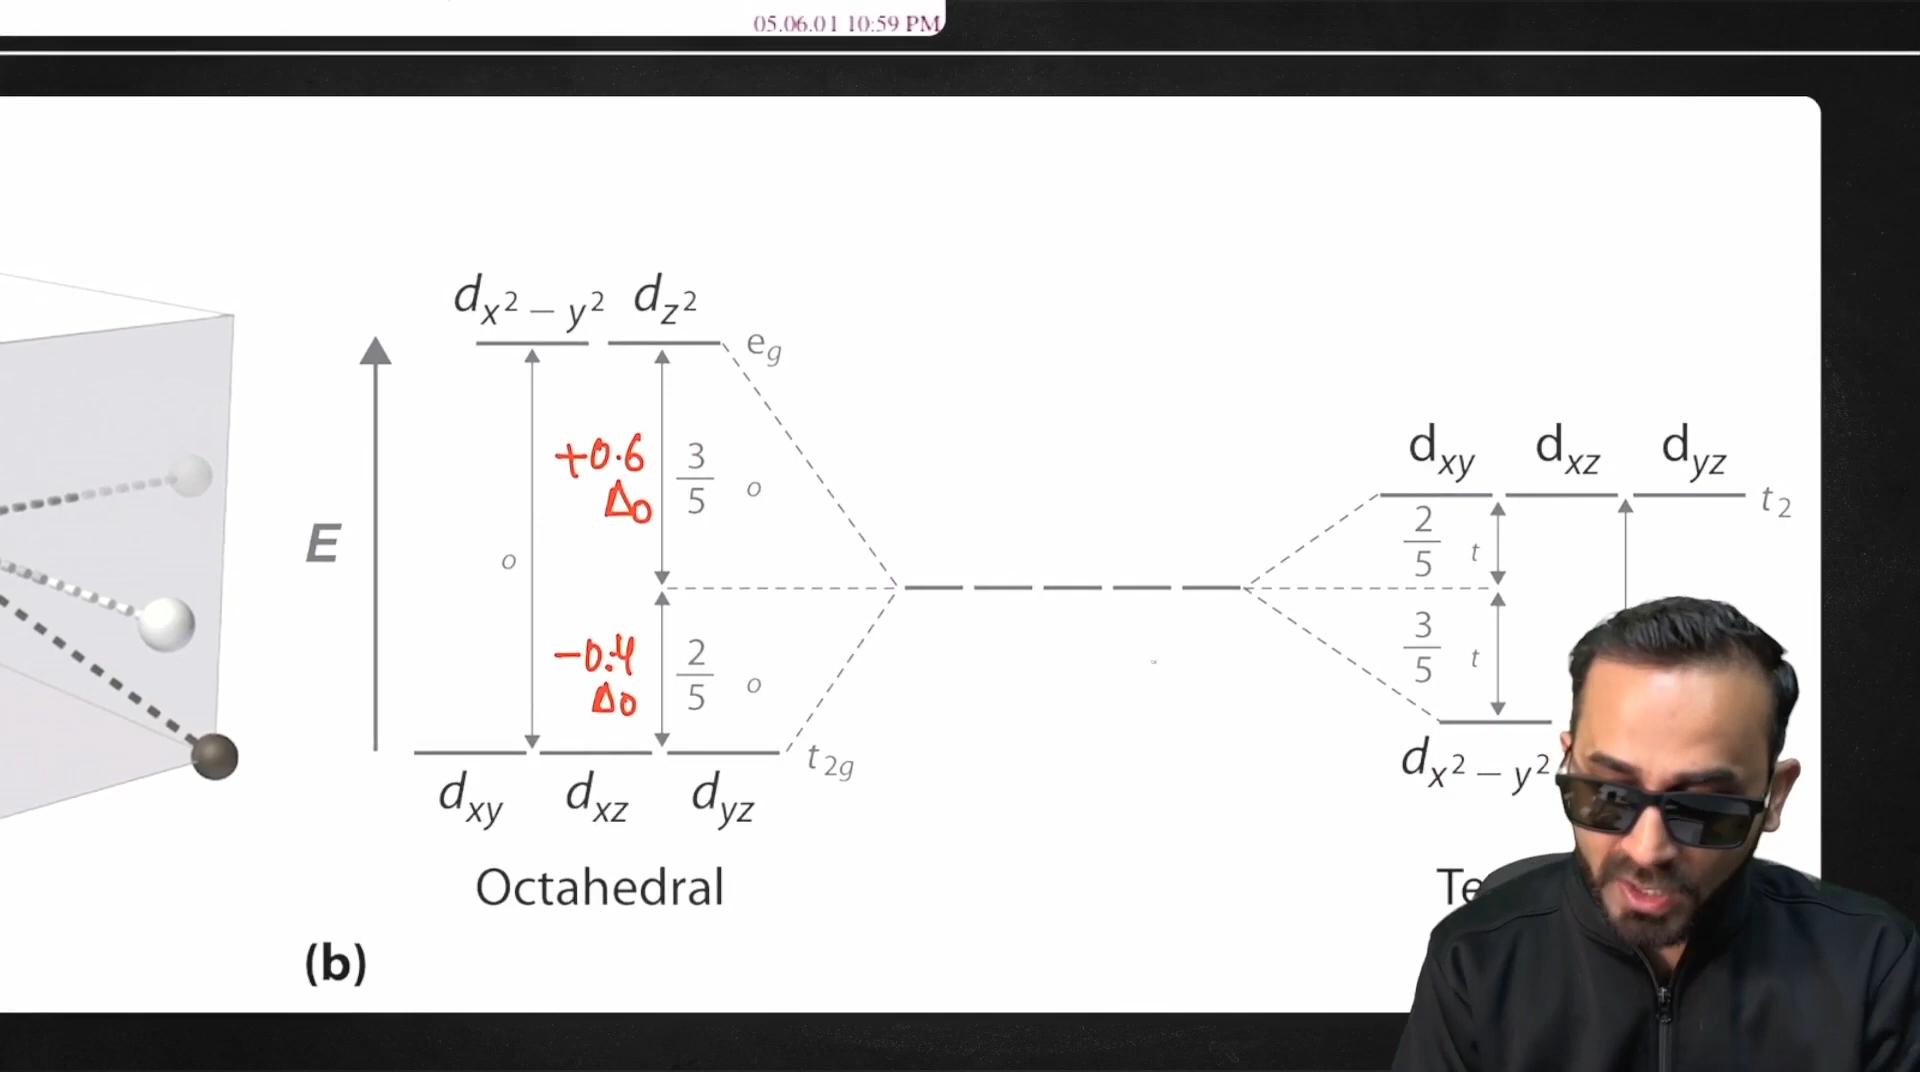 05.06.01 10:59 PM
dx² – y² dz²
eg
+0.6
Δo
3/5 o
E
o
-0.4
Δo
2/5 o
t2g
dxy dxz dyz
Octahedral
(b)
dxy dxz dyz
t2
2/5 t
3/5 t
dx² – y²
Te